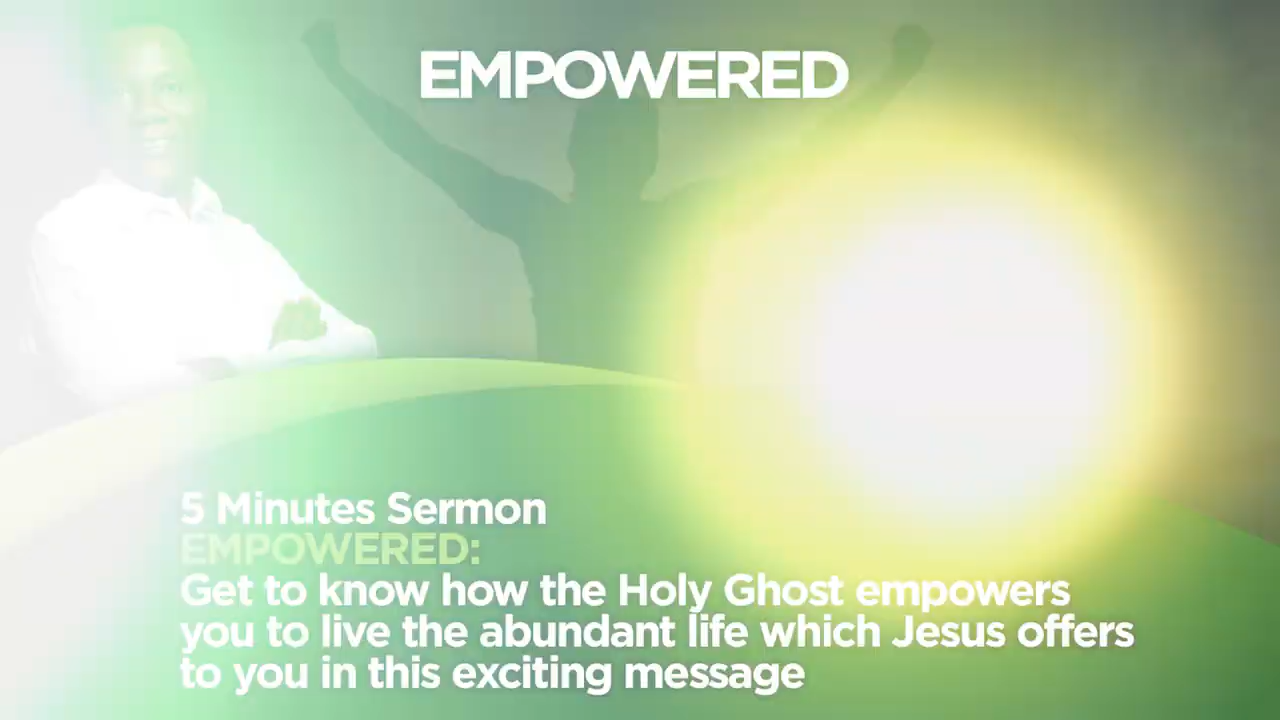 EMPOWERED
5 Minutes Sermon
EMPOWERED:
Get to know how the Holy Ghost empowers
you to live the abundant life which Jesus offers
to you in this exciting message